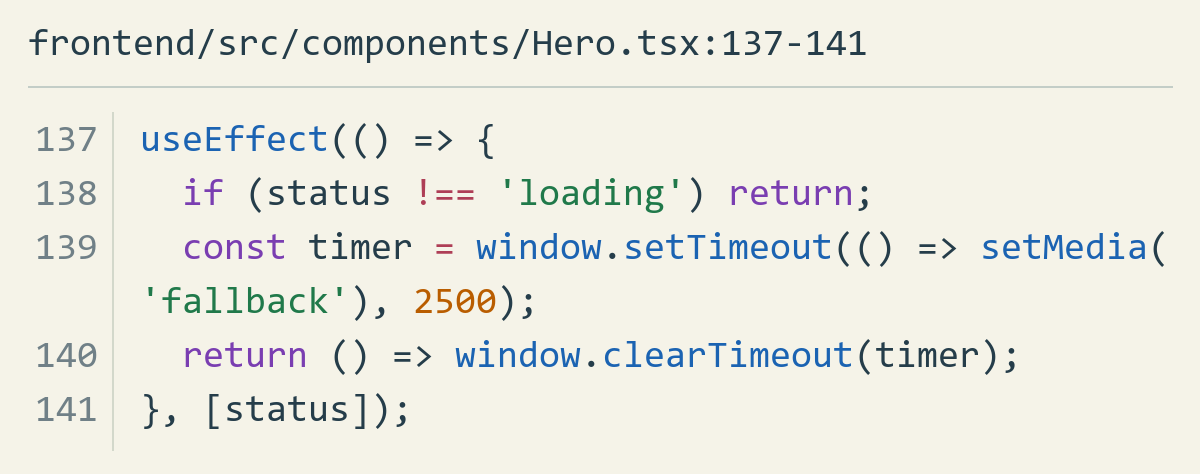 frontend/src/components/Hero.tsx:137-141
137 useEffect(() => {
138   if (status !== 'loading') return;
139   const timer = window.setTimeout(() => setMedia(
'fallback'), 2500);
140   return () => window.clearTimeout(timer);
141 }, [status]);